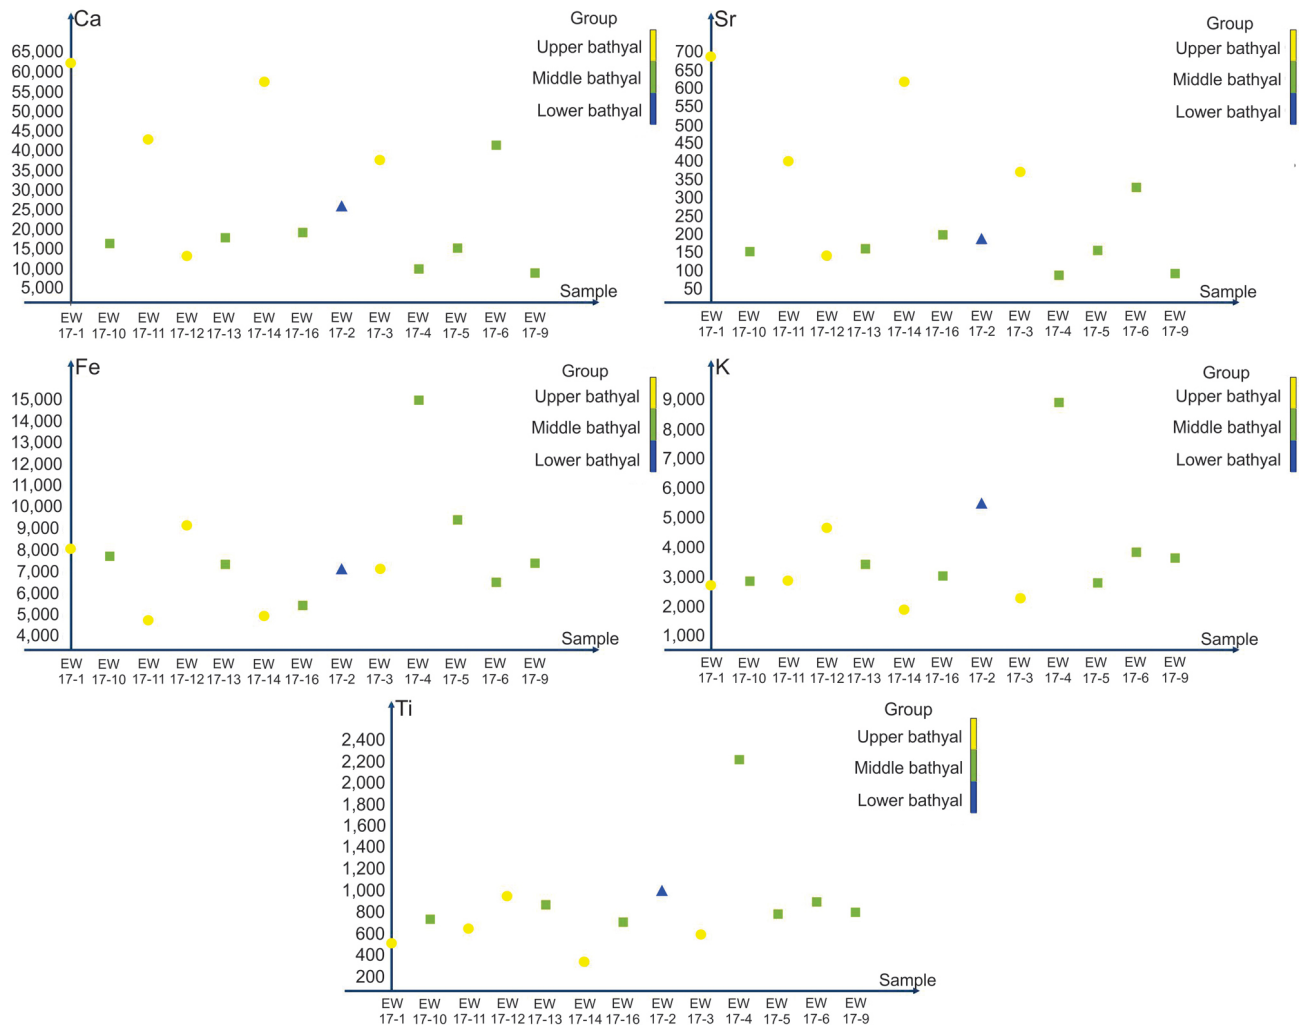 Ca
Group
Upper bathyal
Middle bathyal
Lower bathyal
65,000
60,000
55,000
50,000
45,000
40,000
35,000
30,000
25,000
20,000
15,000
10,000
5,000
Sample
EW EW EW EW EW EW EW EW EW EW EW EW EW
17-1 17-10 17-11 17-12 17-13 17-14 17-16 17-2 17-3 17-4 17-5 17-6 17-9
Sr
Group
Upper bathyal
Middle bathyal
Lower bathyal
700
650
600
550
500
450
400
350
300
250
200
150
100
50
Sample
EW EW EW EW EW EW EW EW EW EW EW EW EW
17-1 17-10 17-11 17-12 17-13 17-14 17-16 17-2 17-3 17-4 17-5 17-6 17-9
Fe
Group
Upper bathyal
Middle bathyal
Lower bathyal
15,000
14,000
13,000
12,000
11,000
10,000
9,000
8,000
7,000
6,000
5,000
4,000
Sample
EW EW EW EW EW EW EW EW EW EW EW EW EW
17-1 17-10 17-11 17-12 17-13 17-14 17-16 17-2 17-3 17-4 17-5 17-6 17-9
K
Group
Upper bathyal
Middle bathyal
Lower bathyal
9,000
8,000
7,000
6,000
5,000
4,000
3,000
2,000
1,000
Sample
EW EW EW EW EW EW EW EW EW EW EW EW EW
17-1 17-10 17-11 17-12 17-13 17-14 17-16 17-2 17-3 17-4 17-5 17-6 17-9
Ti
Group
Upper bathyal
Middle bathyal
Lower bathyal
2,400
2,200
2,000
1,800
1,600
1,400
1,200
1,000
800
600
400
200
Sample
EW EW EW EW EW EW EW EW EW EW EW EW EW
17-1 17-10 17-11 17-12 17-13 17-14 17-16 17-2 17-3 17-4 17-5 17-6 17-9